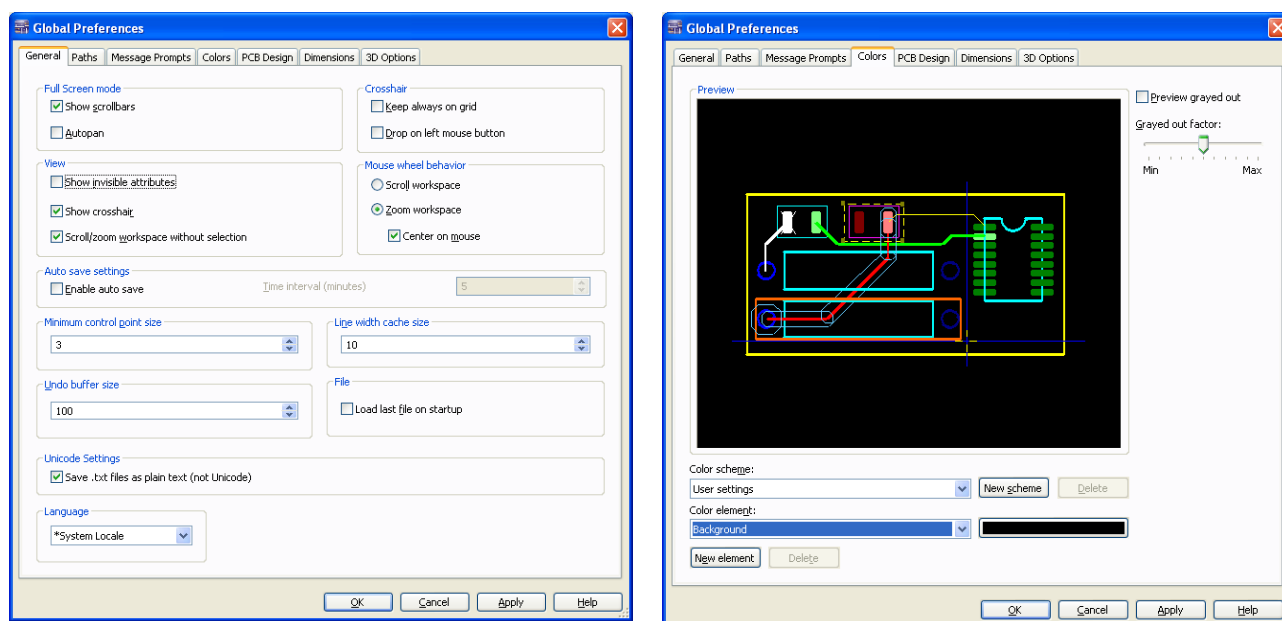 Global Preferences
General Paths Message Prompts Colors PCB Design Dimensions 3D Options
Full Screen mode
Show scrollbars
Autopan
Crosshair
Keep always on grid
Drop on left mouse button
View
Show invisible attributes
Show crosshair
Scroll/zoom workspace without selection
Mouse wheel behavior
Scroll workspace
Zoom workspace
Center on mouse
Auto save settings
Enable auto save Time interval (minutes) 5
Minimum control point size
3
Line width cache size
10
Undo buffer size
100
File
Load last file on startup
Unicode Settings
Save .txt files as plain text (not Unicode)
Language
*System Locale
OK Cancel Apply Help
Global Preferences
General Paths Message Prompts Colors PCB Design Dimensions 3D Options
Preview
Preview grayed out
Grayed out factor:
Min Max
Color scheme:
User settings New scheme Delete
Color element:
Background
New element Delete
OK Cancel Apply Help